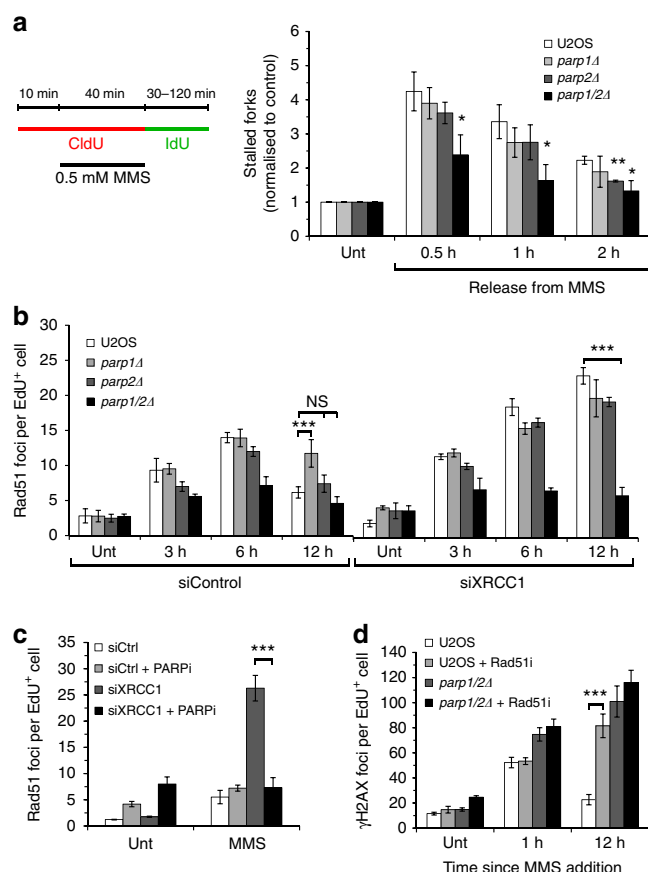 a
10 min 40 min 30–120 min
CldU IdU
0.5 mM MMS
Stalled forks
(normalised to control)
6
5
4
3
2
1
0
U2OS
parp1Δ
parp2Δ
parp1/2Δ
* * ** *
Unt 0.5 h 1 h 2 h
Release from MMS
b
Rad51 foci per EdU⁺ cell
30
25
20
15
10
5
0
U2OS
parp1Δ
parp2Δ
parp1/2Δ
NS
***
***
Unt 3 h 6 h 12 h Unt 3 h 6 h 12 h
siControl siXRCC1
c
Rad51 foci per EdU⁺ cell
35
30
25
20
15
10
5
0
siCtrl
siCtrl + PARPi
siXRCC1
siXRCC1 + PARPi
***
Unt MMS
d
γH2AX foci per EdU⁺ cell
140
120
100
80
60
40
20
0
U2OS
U2OS + Rad51i
parp1/2Δ
parp1/2Δ + Rad51i
***
Unt 1 h 12 h
Time since MMS addition